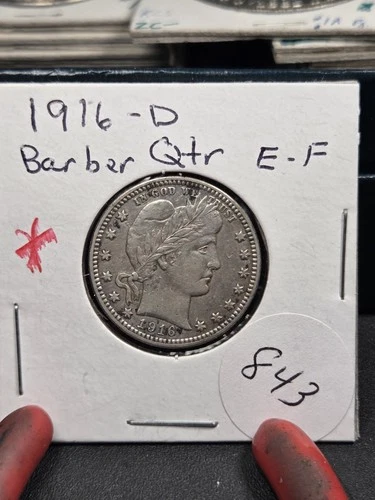 1916-D
Barber Qtr E-F
IN GOD WE TRUST
1916
843